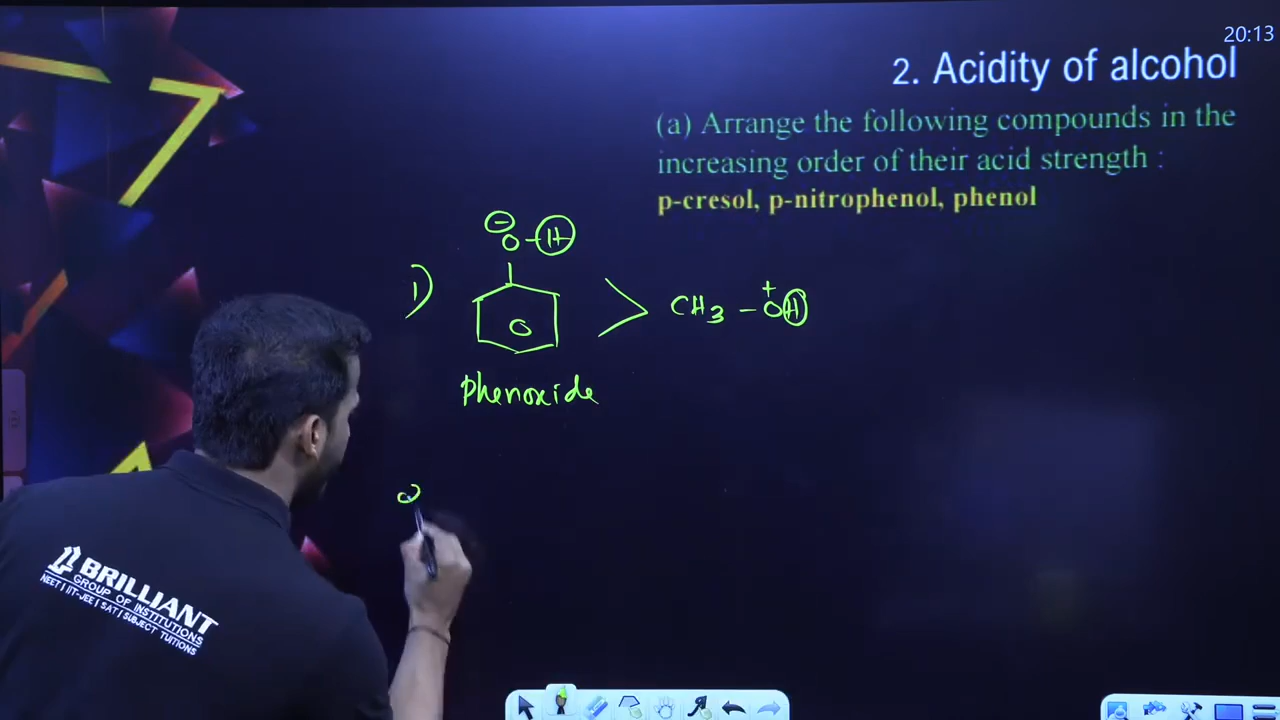 20:13
2. Acidity of alcohol
(a) Arrange the following compounds in the
increasing order of their acid strength :
p-cresol, p-nitrophenol, phenol
⊖
O - H
1)
>
CH3 - OH
+
Phenoxide
BRILLIANT
GROUP OF INSTITUTIONS
NEET | IIT-JEE | SAT | SUBJECT TUITIONS